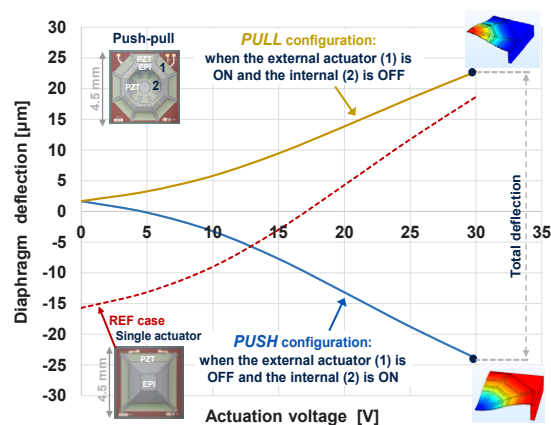 Push-pull
PZT
EPI
1
PZT
2
4.5 mm
PULL configuration:
when the external actuator (1) is
ON and the internal (2) is OFF
Diaphragm deflection [µm]
30
25
20
15
10
5
0
-5
-10
-15
-20
-25
-30
0
5
10
15
20
25
30
35
Total deflection
REF case
Single actuator
PZT
EPI
4.5 mm
PUSH configuration:
when the external actuator (1) is
OFF and the internal (2) is ON
Actuation voltage [V]